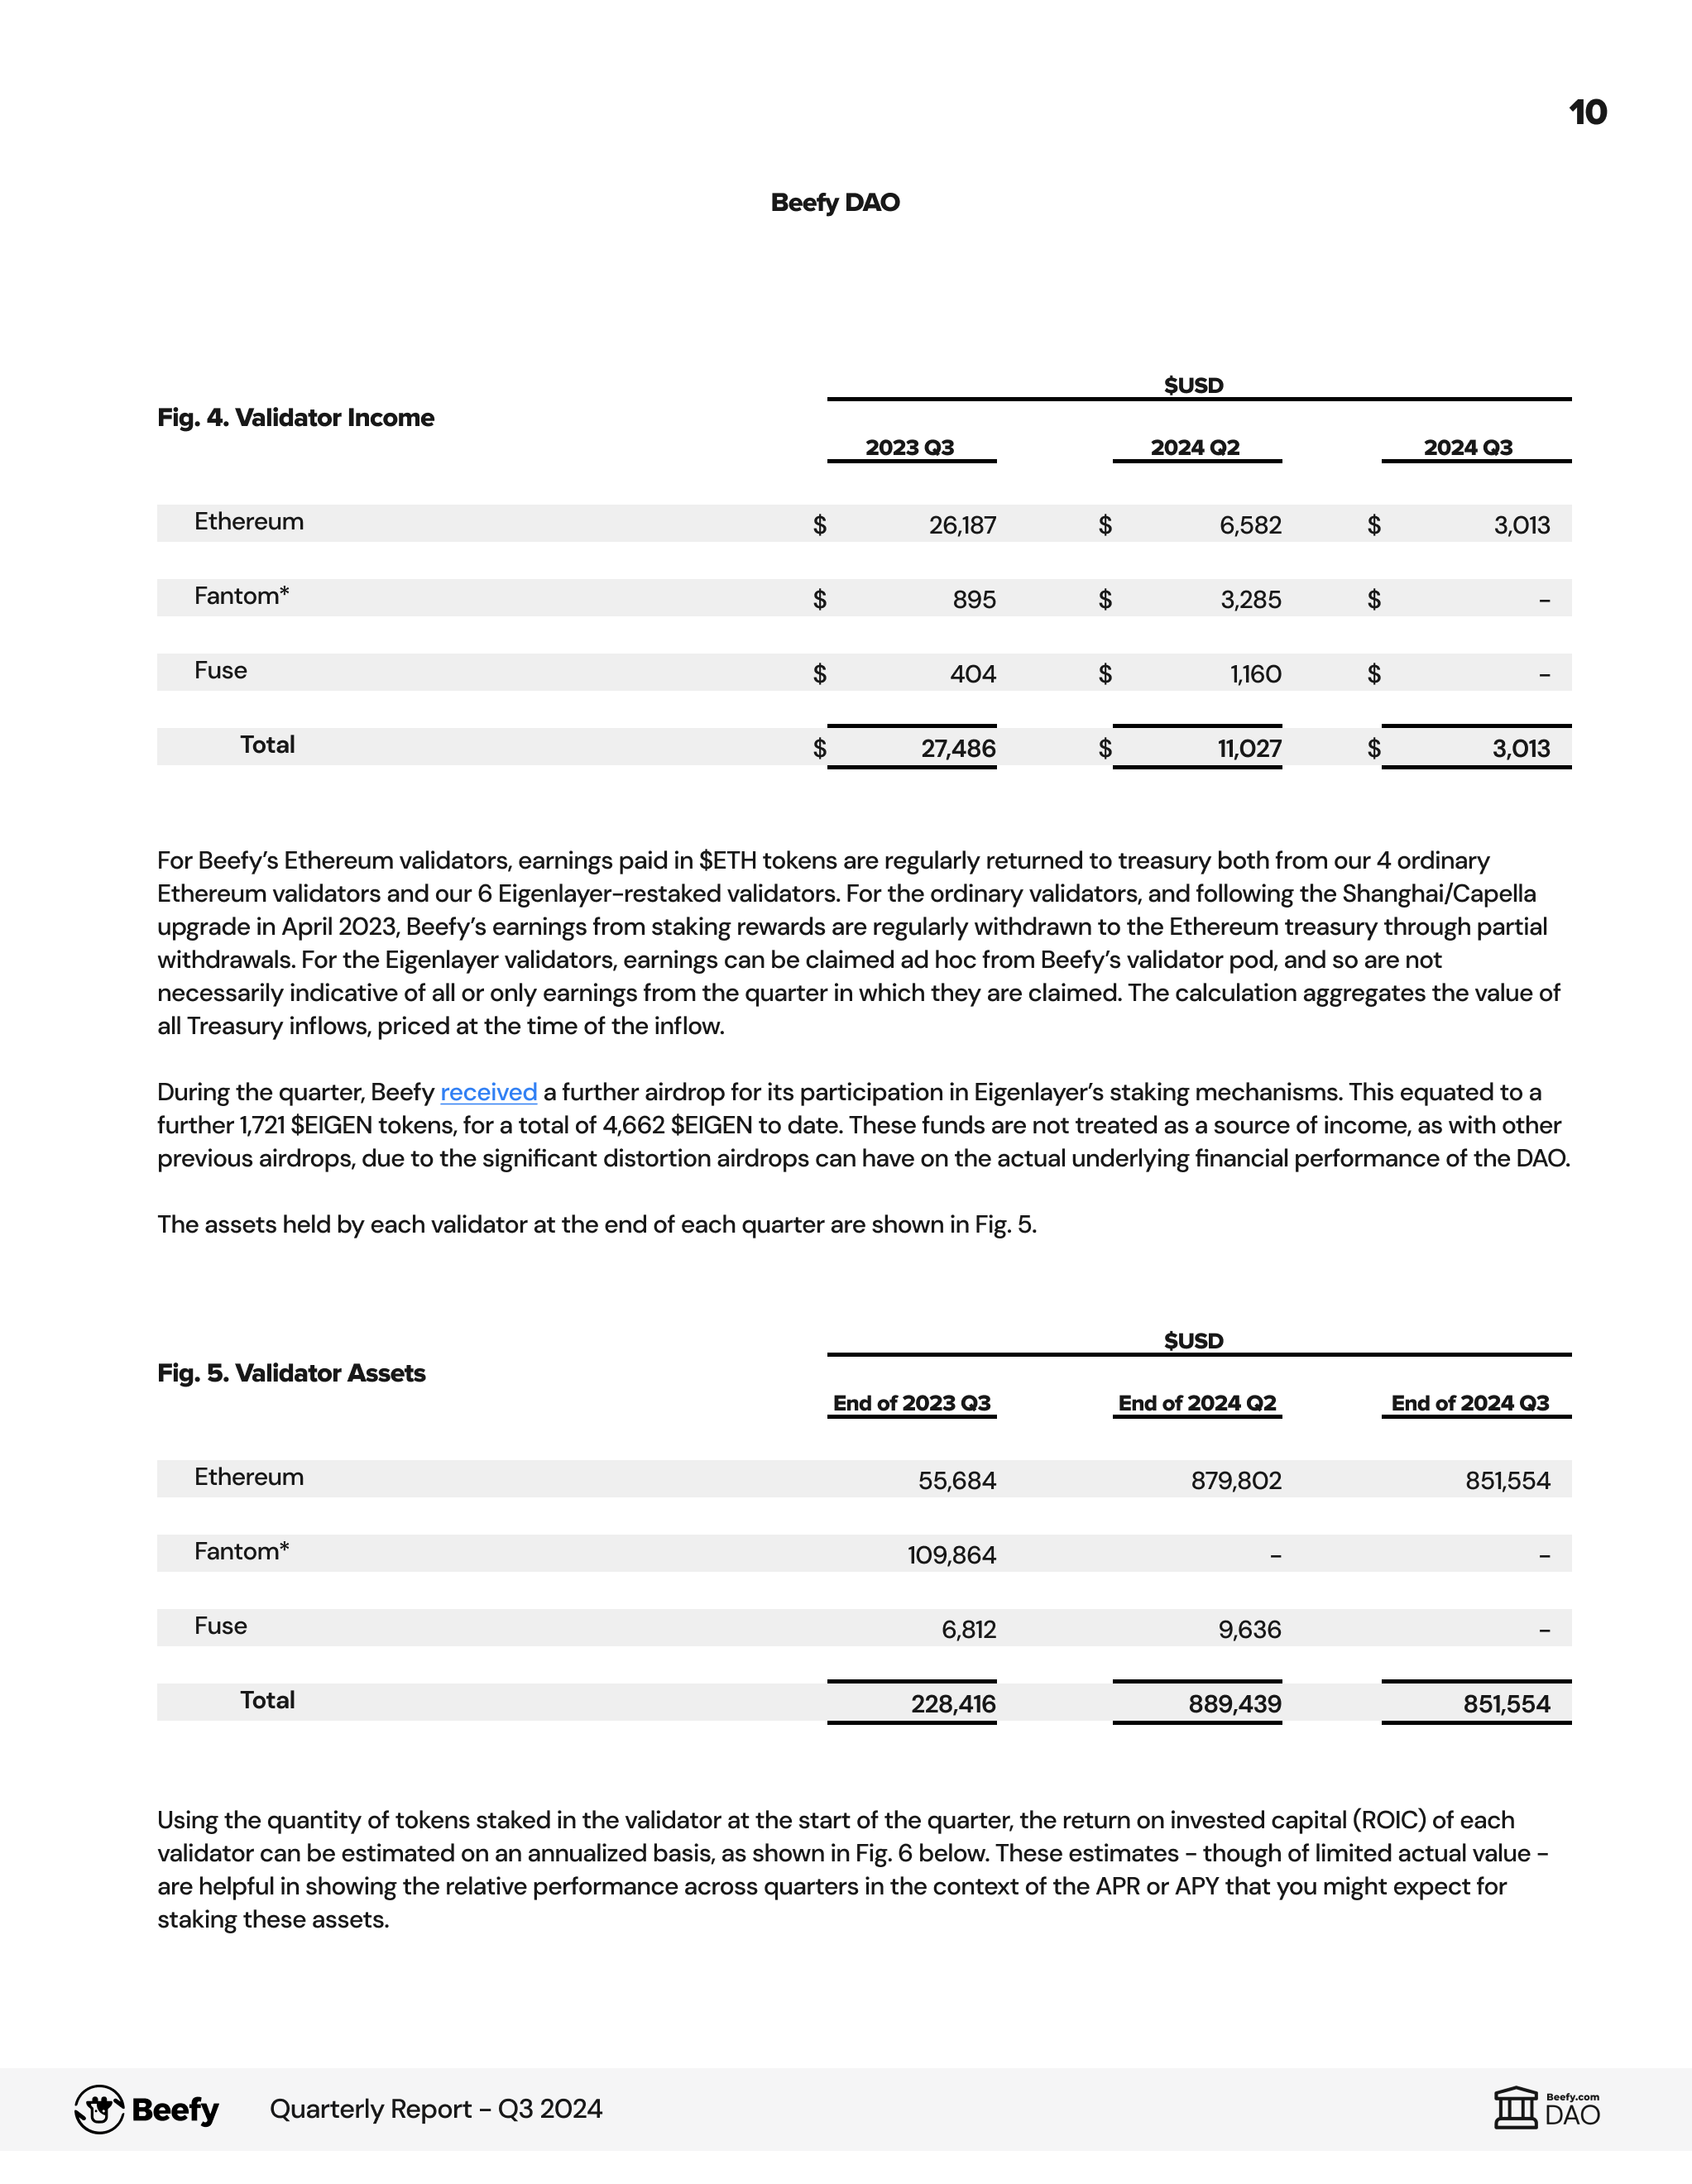 10
Beefy DAO
$USD
Fig. 4. Validator Income
2023 Q3 2024 Q2 2024 Q3
Ethereum $ 26,187 $ 6,582 $ 3,013
Fantom* $ 895 $ 3,285 $ –
Fuse $ 404 $ 1,160 $ –
Total $ 27,486 $ 11,027 $ 3,013
For Beefy’s Ethereum validators, earnings paid in $ETH tokens are regularly returned to treasury both from our 4 ordinary
Ethereum validators and our 6 Eigenlayer-restaked validators. For the ordinary validators, and following the Shanghai/Capella
upgrade in April 2023, Beefy’s earnings from staking rewards are regularly withdrawn to the Ethereum treasury through partial
withdrawals. For the Eigenlayer validators, earnings can be claimed ad hoc from Beefy’s validator pod, and so are not
necessarily indicative of all or only earnings from the quarter in which they are claimed. The calculation aggregates the value of
all Treasury inflows, priced at the time of the inflow.
During the quarter, Beefy received a further airdrop for its participation in Eigenlayer’s staking mechanisms. This equated to a
further 1,721 $EIGEN tokens, for a total of 4,662 $EIGEN to date. These funds are not treated as a source of income, as with other
previous airdrops, due to the significant distortion airdrops can have on the actual underlying financial performance of the DAO.
The assets held by each validator at the end of each quarter are shown in Fig. 5.
$USD
Fig. 5. Validator Assets
End of 2023 Q3 End of 2024 Q2 End of 2024 Q3
Ethereum 55,684 879,802 851,554
Fantom* 109,864 – –
Fuse 6,812 9,636 –
Total 228,416 889,439 851,554
Using the quantity of tokens staked in the validator at the start of the quarter, the return on invested capital (ROIC) of each
validator can be estimated on an annualized basis, as shown in Fig. 6 below. These estimates – though of limited actual value –
are helpful in showing the relative performance across quarters in the context of the APR or APY that you might expect for
staking these assets.
Beefy Quarterly Report – Q3 2024
Beefy.com
DAO